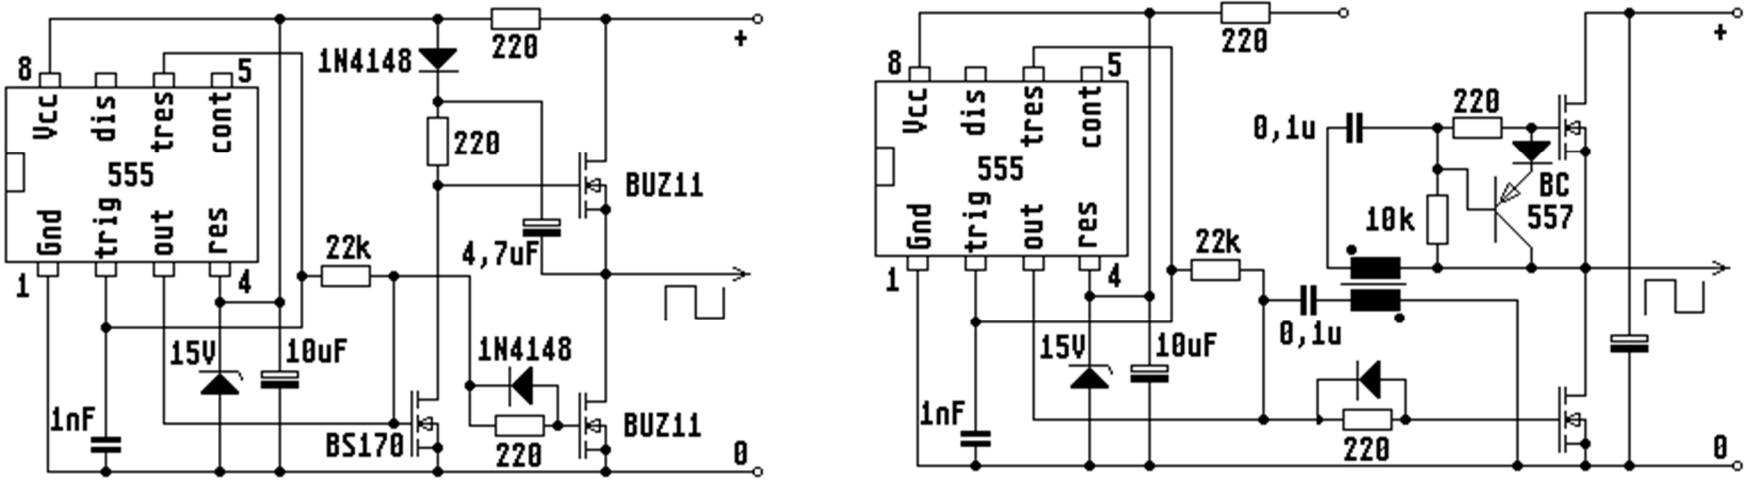 220
+
1N4148
8
5
Vcc
dis
tres
cont
220
555
BUZ11
Gnd
trig
out
res
22k
4,7uF
1
4
1N4148
15V
10uF
1nF
BS170
220
BUZ11
0
220
+
8
5
Vcc
dis
tres
cont
220
0,1u
555
BC
557
10k
Gnd
trig
out
res
22k
1
4
0,1u
15V
10uF
1nF
220
0